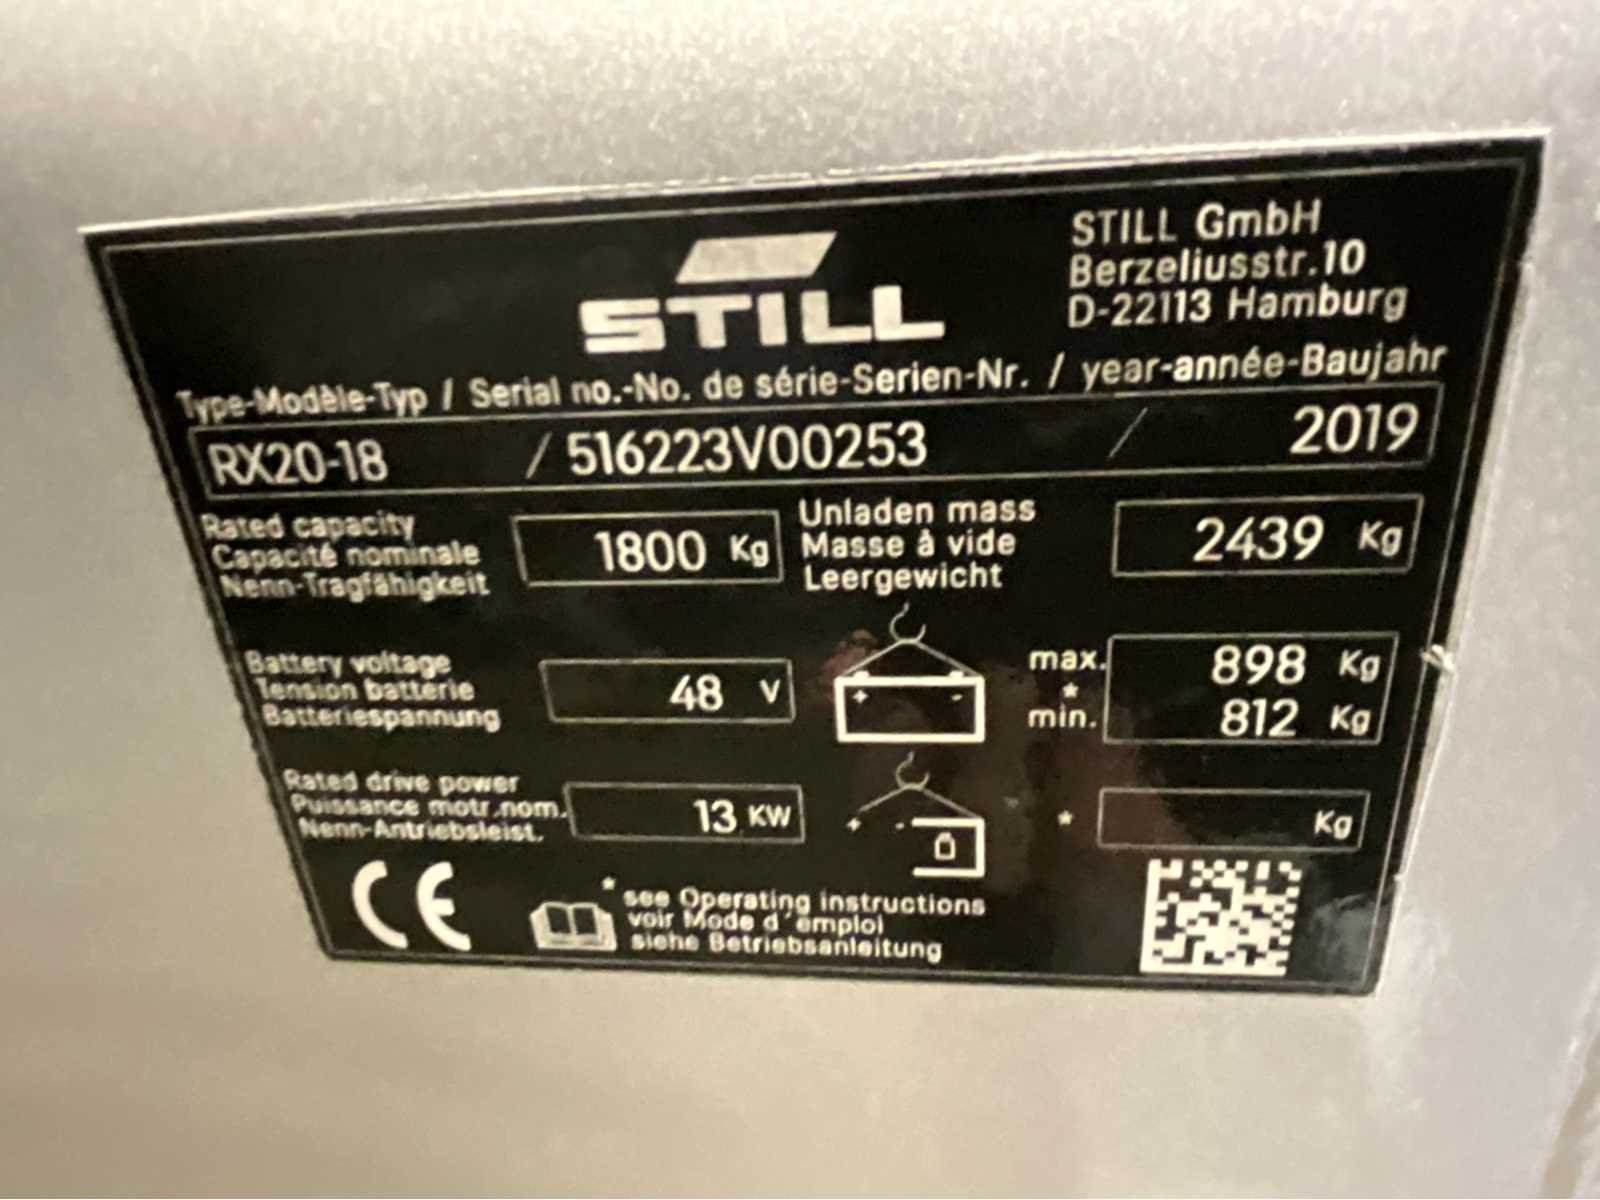 STILL
STILL GmbH
Berzeliusstr.10
D-22113 Hamburg
Type-Modèle-Typ / Serial no.-No. de série-Serien-Nr. / year-année-Baujahr
RX20-18 / 516223V00253 / 2019
Rated capacity
Capacité nominale
Nenn-Tragfähigkeit
1800 Kg
Unladen mass
Masse à vide
Leergewicht
2439 Kg
Battery voltage
Tension batterie
Batteriespannung
48 V
+ -
max. 898 Kg
*
min. 812 Kg
Rated drive power
Puissance motr.nom.
Nenn-Antriebsleist.
13 KW
+ -
* Kg
CE
* see Operating instructions
voir Mode d'emploi
siehe Betriebsanleitung